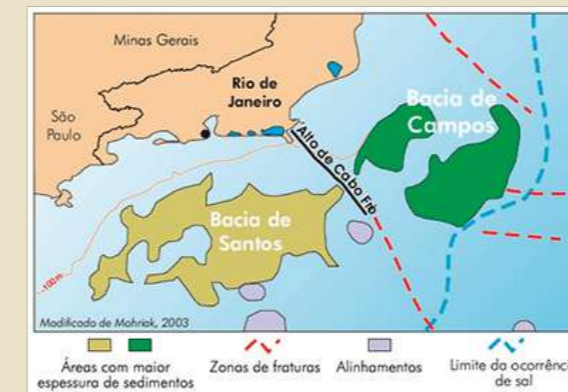 Minas Gerais
Rio de
Janeiro
São
Paulo
Bacia de
Campos
Alto de Cabo Frio
Bacia de
Santos
-100m
Modificado de Mohriak, 2003
Áreas com maior
espessura de sedimentos
Zonas de fraturas
Alinhamentos
Limite da ocorrênci
de sal